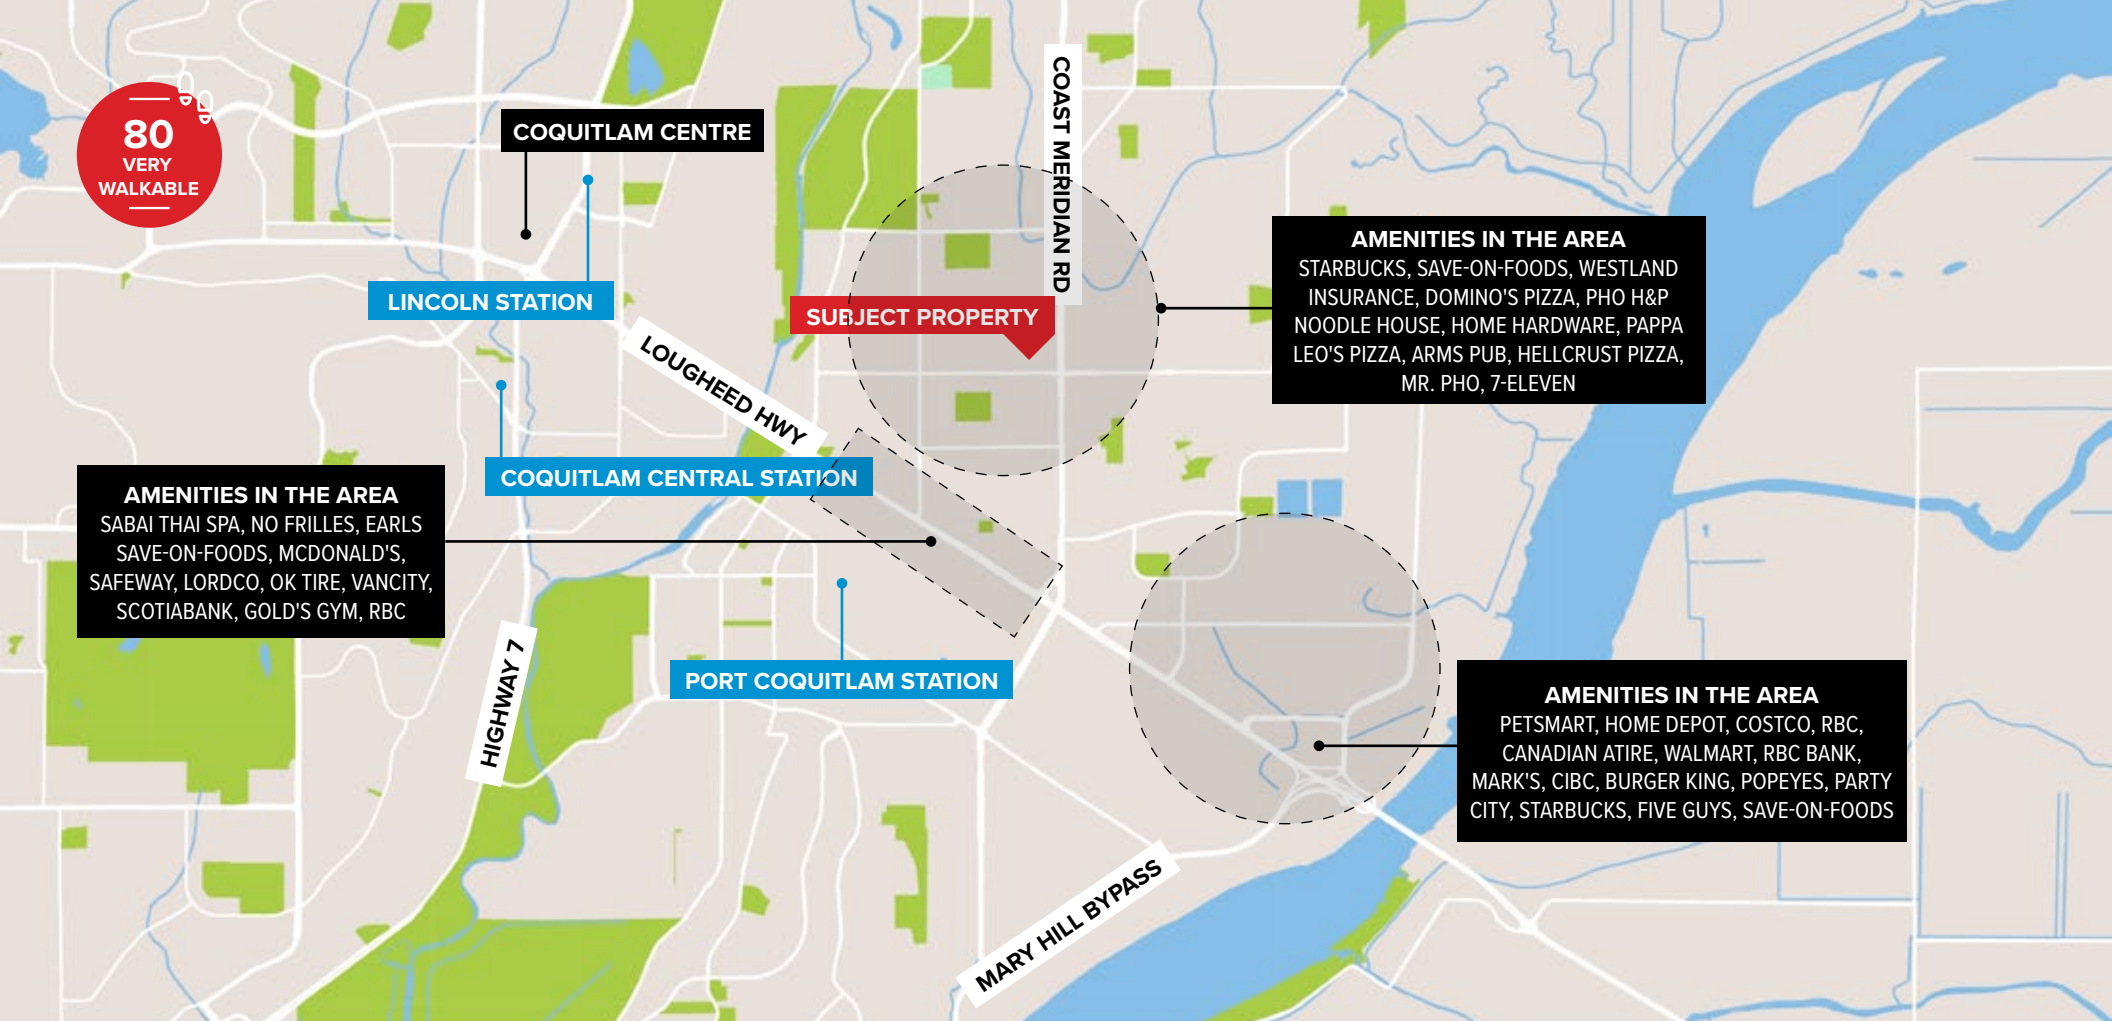 80
VERY
WALKABLE
COQUITLAM CENTRE
COAST MERIDIAN RD
LINCOLN STATION
SUBJECT PROPERTY
AMENITIES IN THE AREA
STARBUCKS, SAVE-ON-FOODS, WESTLAND
INSURANCE, DOMINO'S PIZZA, PHO H&P
NOODLE HOUSE, HOME HARDWARE, PAPPA
LEO'S PIZZA, ARMS PUB, HELLCRUST PIZZA,
MR. PHO, 7-ELEVEN
LOUGHEED HWY
COQUITLAM CENTRAL STATION
AMENITIES IN THE AREA
SABAI THAI SPA, NO FRILLES, EARLS
SAVE-ON-FOODS, MCDONALD'S,
SAFEWAY, LORDCO, OK TIRE, VANCITY,
SCOTIABANK, GOLD'S GYM, RBC
HIGHWAY 7
PORT COQUITLAM STATION
AMENITIES IN THE AREA
PETSMART, HOME DEPOT, COSTCO, RBC,
CANADIAN ATIRE, WALMART, RBC BANK,
MARK'S, CIBC, BURGER KING, POPEYES, PARTY
CITY, STARBUCKS, FIVE GUYS, SAVE-ON-FOODS
MARY HILL BYPASS